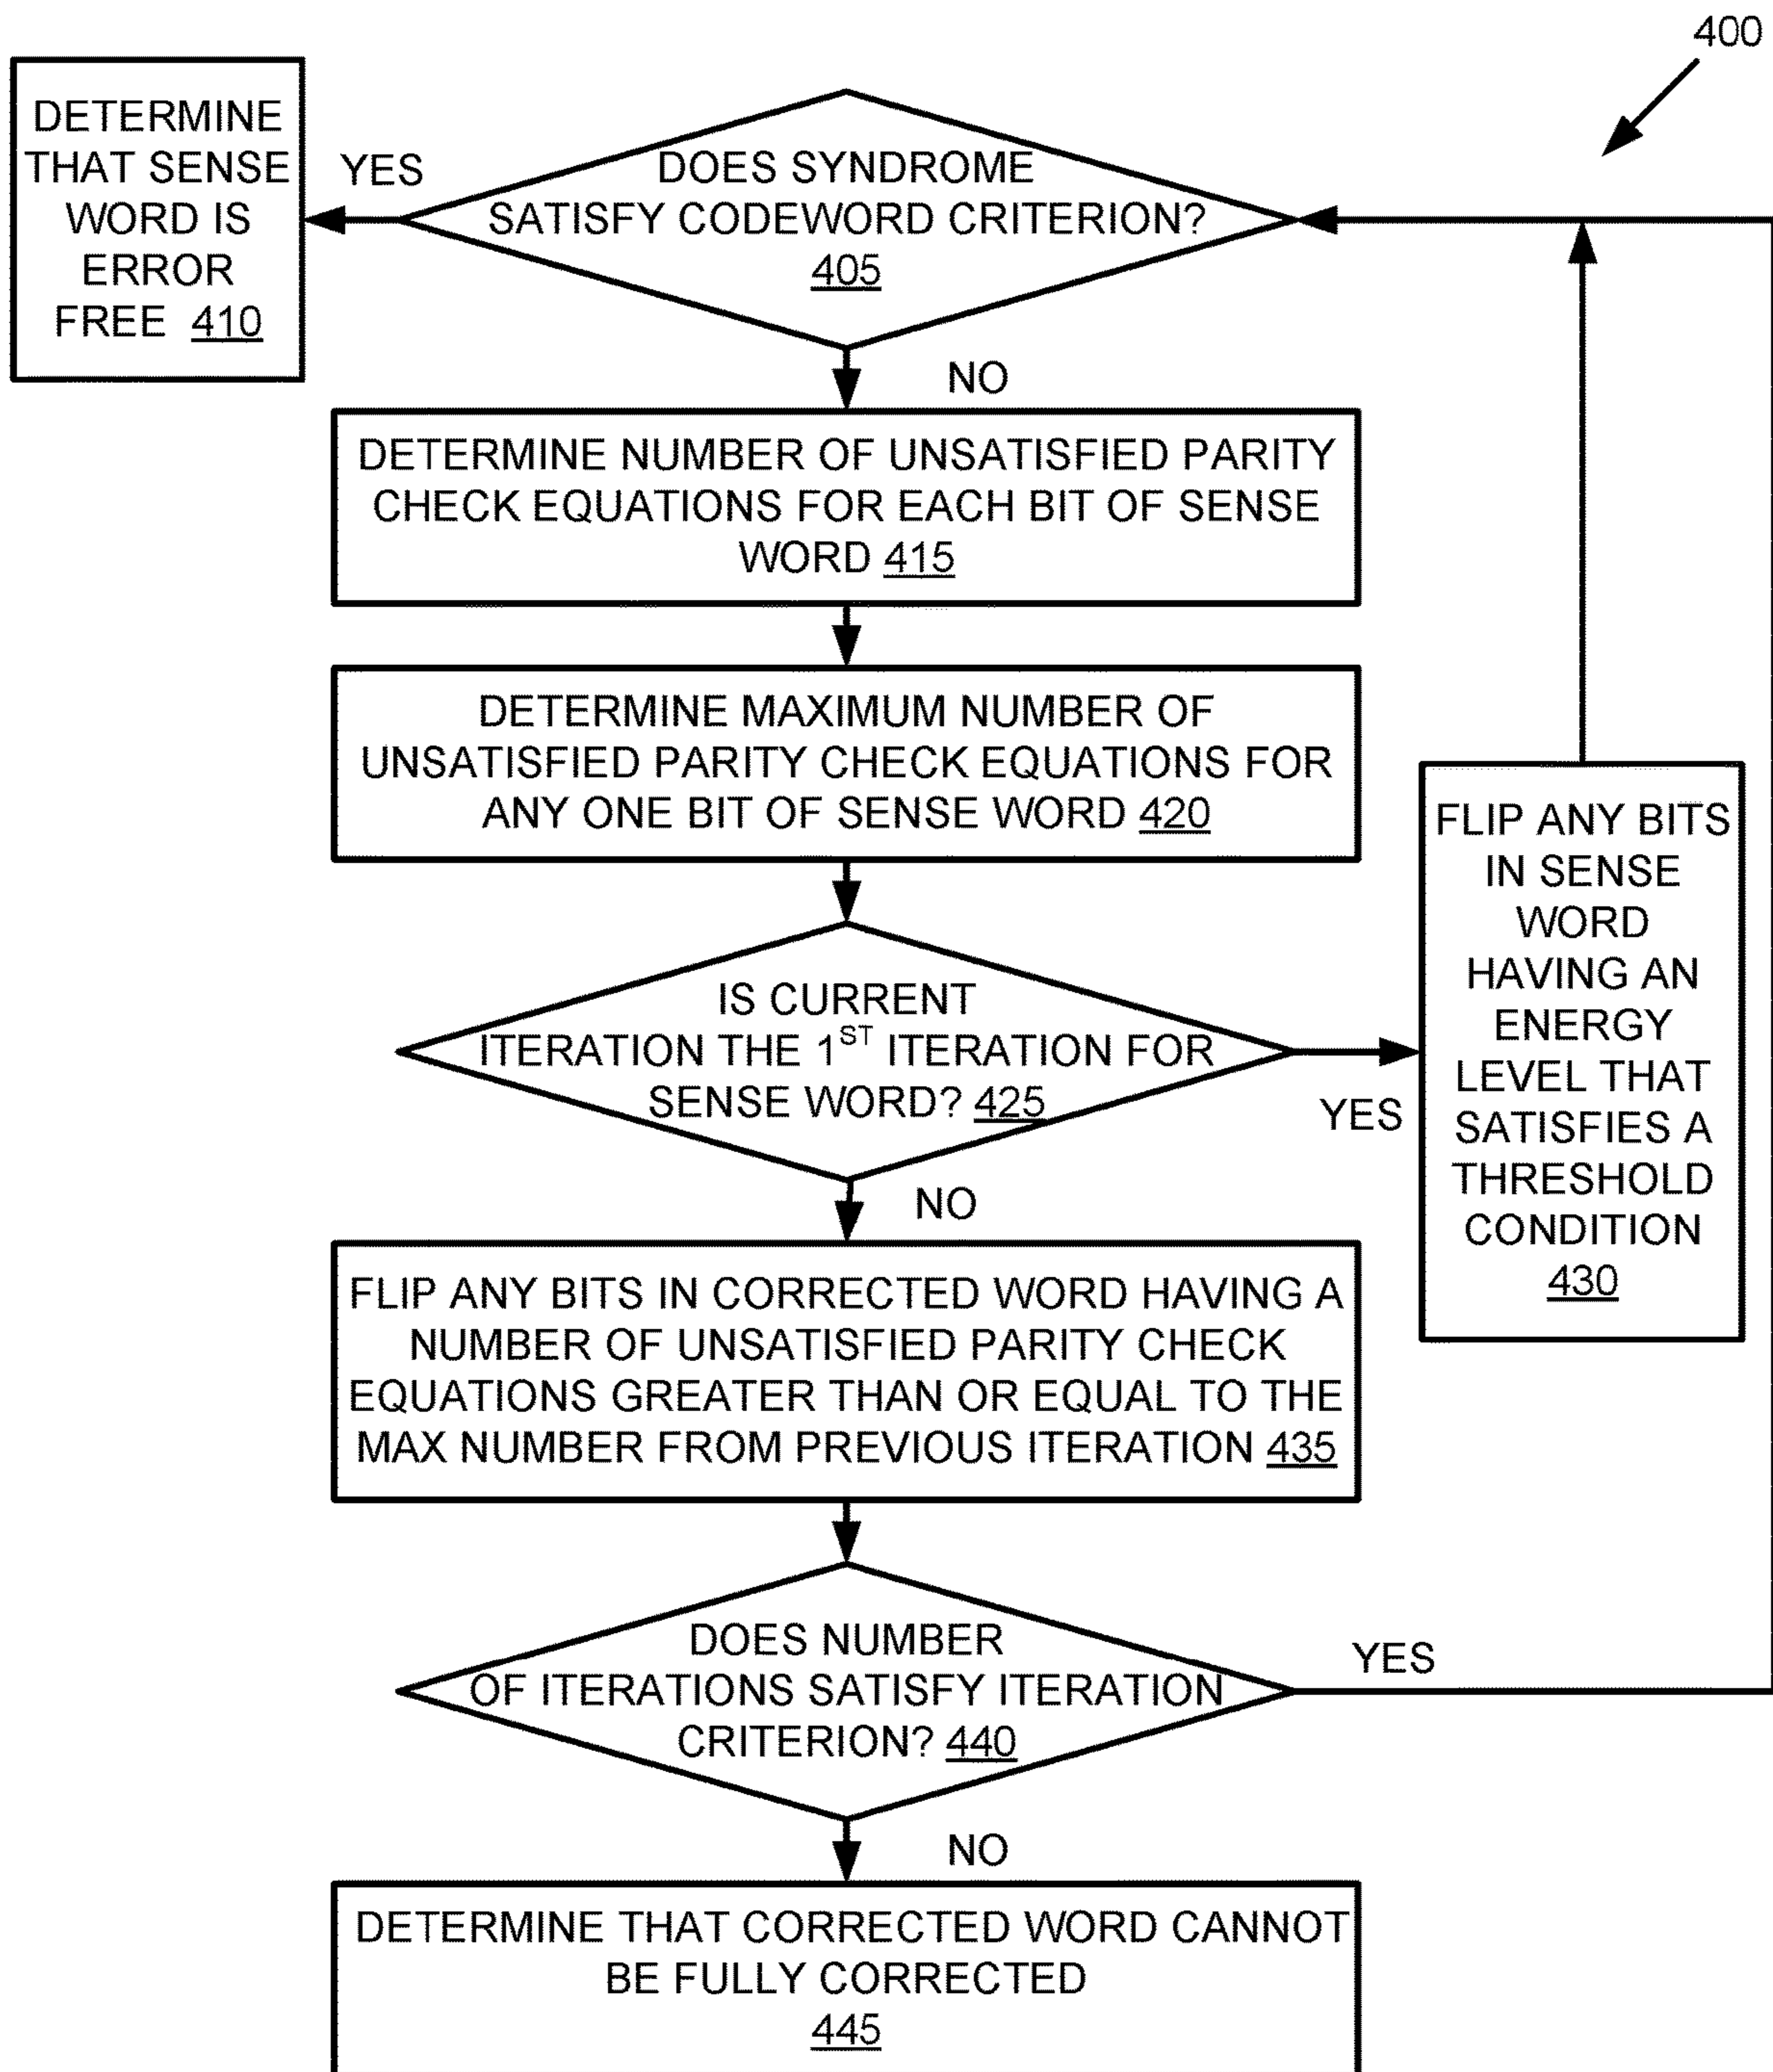 400
DETERMINE
THAT SENSE
WORD IS
ERROR
FREE 410
YES
DOES SYNDROME
SATISFY CODEWORD CRITERION?
405
NO
DETERMINE NUMBER OF UNSATISFIED PARITY
CHECK EQUATIONS FOR EACH BIT OF SENSE
WORD 415
DETERMINE MAXIMUM NUMBER OF
UNSATISFIED PARITY CHECK EQUATIONS FOR
ANY ONE BIT OF SENSE WORD 420
IS CURRENT
ITERATION THE 1ST ITERATION FOR
SENSE WORD? 425
YES
FLIP ANY BITS
IN SENSE
WORD
HAVING AN
ENERGY
LEVEL THAT
SATISFIES A
THRESHOLD
CONDITION
430
NO
FLIP ANY BITS IN CORRECTED WORD HAVING A
NUMBER OF UNSATISFIED PARITY CHECK
EQUATIONS GREATER THAN OR EQUAL TO THE
MAX NUMBER FROM PREVIOUS ITERATION 435
DOES NUMBER
OF ITERATIONS SATISFY ITERATION
CRITERION? 440
YES
NO
DETERMINE THAT CORRECTED WORD CANNOT
BE FULLY CORRECTED
445